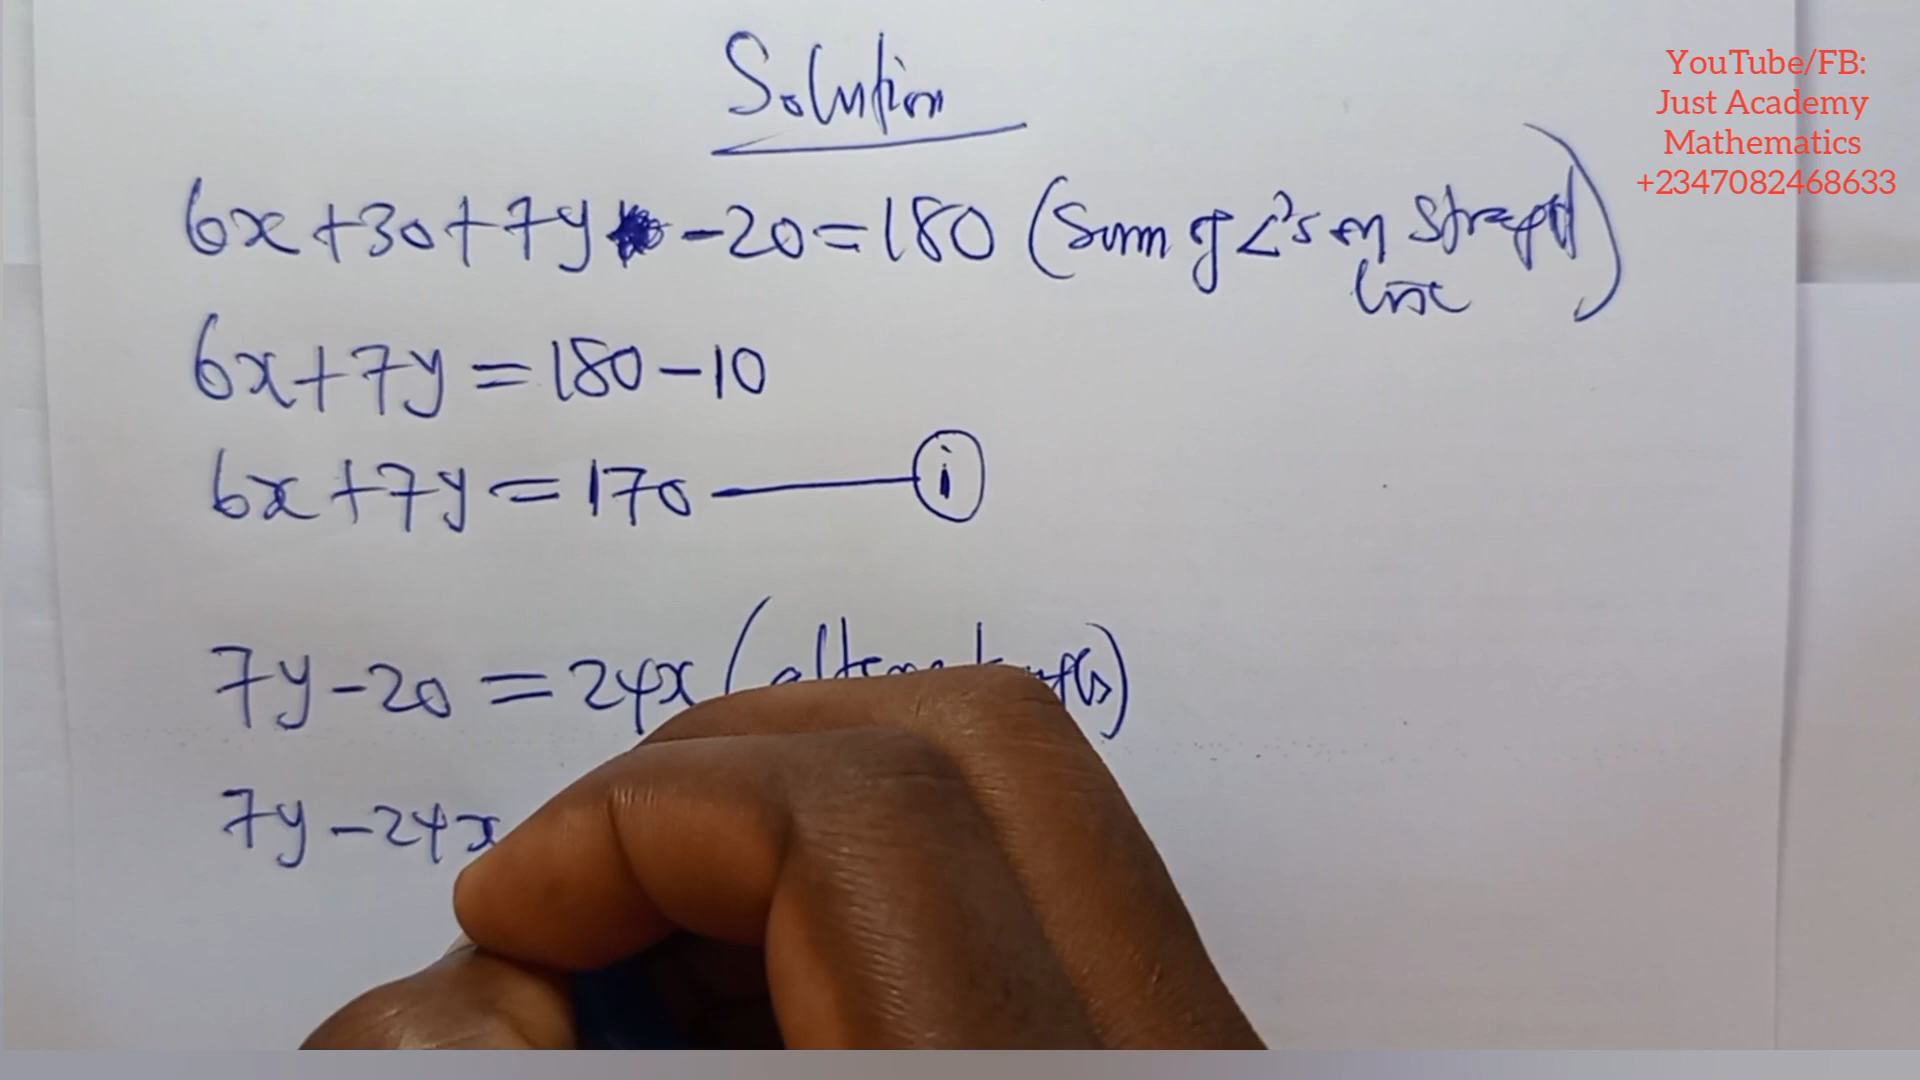 Solution
6x+30+7y -20=180 (Sum of ∠'s on straight
line)
6x+7y=180-10
6x+7y=170 — i
7y-20=24x (
7y-24x
YouTube/FB:
Just Academy
Mathematics
+2347082468633